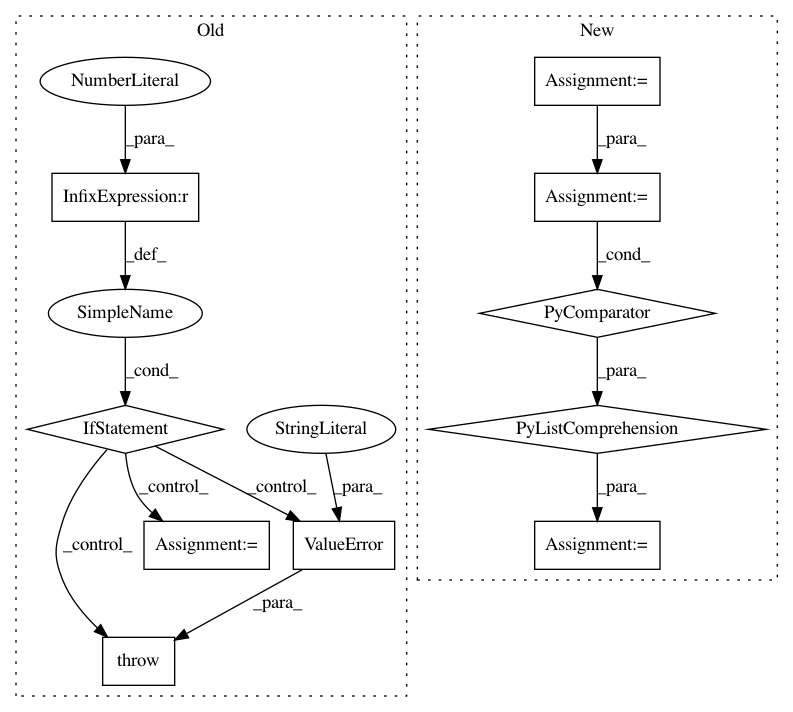 Old
New
NumberLiteral
Assignment:=
_para_
_para_
InfixExpression:r
Assignment:=
_def_
_cond_
SimpleName
PyComparator
_cond_
_para_
IfStatement
StringLiteral
PyListComprehension
_control_
_control_
_para_
_para_
_control_
Assignment:=
ValueError
Assignment:=
_para_
throw